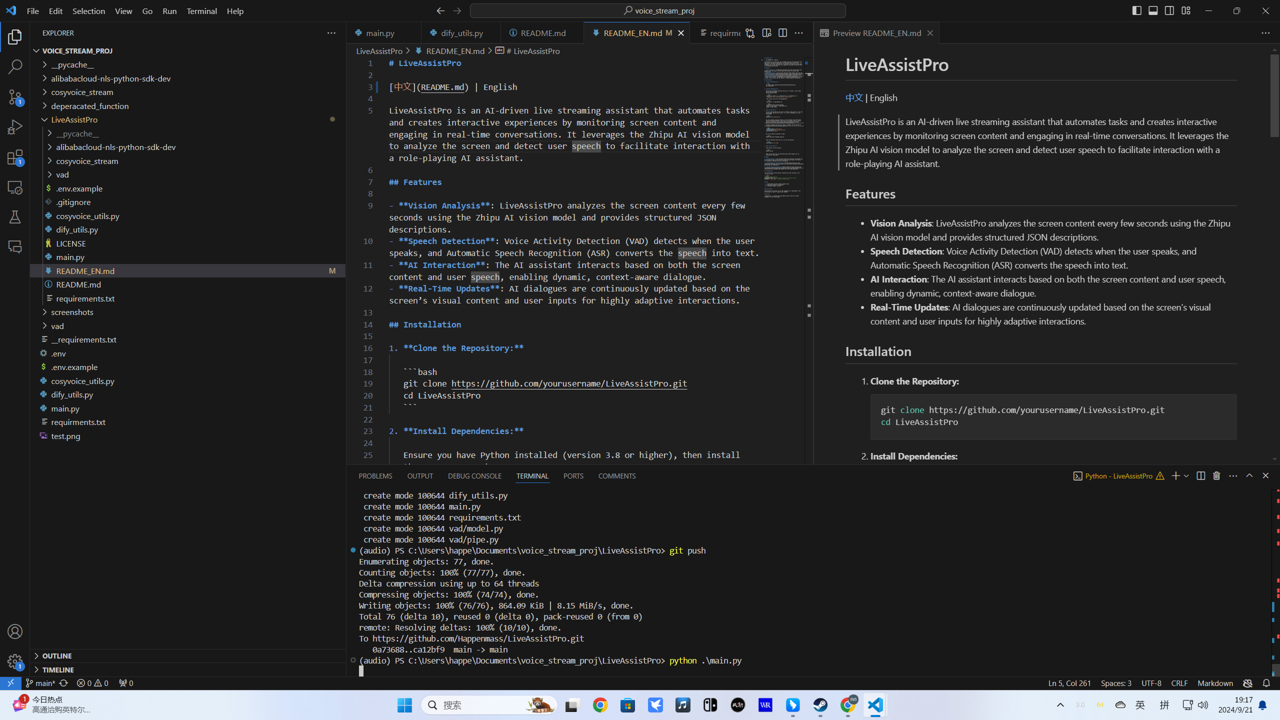 File Edit Selection View Go Run Terminal Help
voice_stream_proj
EXPLORER
VOICE_STREAM_PROJ
__pycache__
alibabacloud-nls-python-sdk-dev
cosyvoice_stream
deperacated_function
LiveAssistPro
__pycache__
alibabacloud-nls-python-sdk-dev
cosyvoice_stream
vad
.env.example
.gitignore
cosyvoice_utils.py
dify_utils.py
LICENSE
main.py
README_EN.md M
README.md
requirements.txt
screenshots
vad
__requirements.txt
.env
.env.example
cosyvoice_utils.py
dify_utils.py
main.py
requirments.txt
test.png
OUTLINE
TIMELINE
main.py dify_utils.py README.md README_EN.md M requirme
LiveAssistPro > README_EN.md > # LiveAssistPro
1 # LiveAssistPro
2
3 [中文](README.md) | English
4
5 LiveAssistPro is an AI-driven live streaming assistant that automates tasks
and creates interactive experiences by monitoring screen content and
engaging in real-time conversations. It leverages the Zhipu AI vision model
to analyze the screen and detect user speech to facilitate interaction with
a role-playing AI assistant.
6
7 ## Features
8
9 - **Vision Analysis**: LiveAssistPro analyzes the screen content every few
seconds using the Zhipu AI vision model and provides structured JSON
descriptions.
10 - **Speech Detection**: Voice Activity Detection (VAD) detects when the user
speaks, and Automatic Speech Recognition (ASR) converts the speech into text.
11 - **AI Interaction**: The AI assistant interacts based on both the screen
content and user speech, enabling dynamic, context-aware dialogue.
12 - **Real-Time Updates**: AI dialogues are continuously updated based on the
screen's visual content and user inputs for highly adaptive interactions.
13
14 ## Installation
15
16 1. **Clone the Repository:**
17
18 ```bash
19 git clone https://github.com/yourusername/LiveAssistPro.git
20 cd LiveAssistPro
21 ```
22
23 2. **Install Dependencies:**
24
25 Ensure you have Python installed (version 3.8 or higher), then install
Preview README_EN.md
LiveAssistPro
中文 | English
LiveAssistPro is an AI-driven live streaming assistant that automates tasks and creates interactive
experiences by monitoring screen content and engaging in real-time conversations. It leverages the
Zhipu AI vision model to analyze the screen and detect user speech to facilitate interaction with a
role-playing AI assistant.
Features
• Vision Analysis: LiveAssistPro analyzes the screen content every few seconds using the Zhipu
AI vision model and provides structured JSON descriptions.
• Speech Detection: Voice Activity Detection (VAD) detects when the user speaks, and
Automatic Speech Recognition (ASR) converts the speech into text.
• AI Interaction: The AI assistant interacts based on both the screen content and user speech,
enabling dynamic, context-aware dialogue.
• Real-Time Updates: AI dialogues are continuously updated based on the screen's visual
content and user inputs for highly adaptive interactions.
Installation
1. Clone the Repository:
git clone https://github.com/yourusername/LiveAssistPro.git
cd LiveAssistPro
2. Install Dependencies:
PROBLEMS OUTPUT DEBUG CONSOLE TERMINAL PORTS COMMENTS
Python - LiveAssistPro
create mode 100644 dify_utils.py
create mode 100644 main.py
create mode 100644 requirements.txt
create mode 100644 vad/model.py
create mode 100644 vad/pipe.py
(audio) PS C:\Users\happe\Documents\voice_stream_proj\LiveAssistPro> git push
Enumerating objects: 77, done.
Counting objects: 100% (77/77), done.
Delta compression using up to 64 threads
Compressing objects: 100% (74/74), done.
Writing objects: 100% (76/76), 864.09 KiB | 8.15 MiB/s, done.
Total 76 (delta 10), reused 0 (delta 0), pack-reused 0 (from 0)
remote: Resolving deltas: 100% (10/10), done.
To https://github.com/Happenmass/LiveAssistPro.git
0a73688..ca12bf9 main -> main
(audio) PS C:\Users\happe\Documents\voice_stream_proj\LiveAssistPro> python .\main.py
main* 0 0 0 Ln 5, Col 261 Spaces: 3 UTF-8 CRLF Markdown
今日热点
高通洽购英特尔...
搜索
英 拼
19:17
2024/9/21